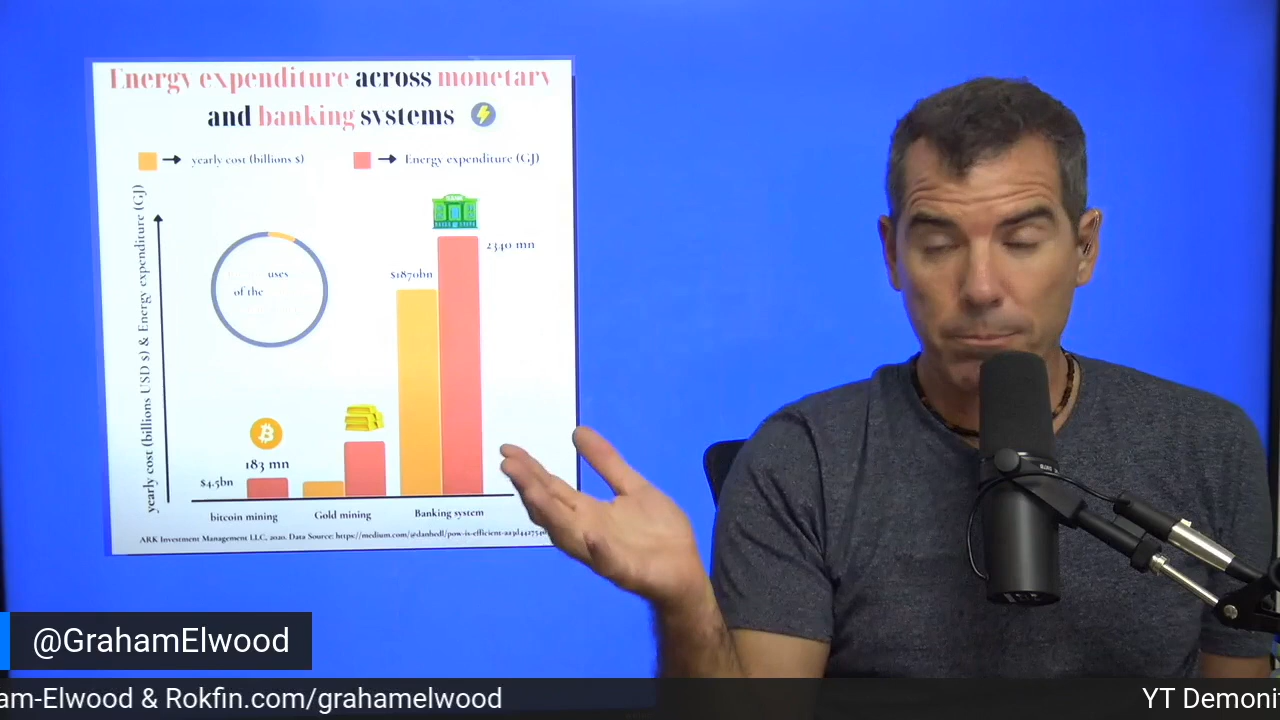 Energy expenditure across monetary
and banking systems
yearly cost (billions $)
Energy expenditure (GJ)
yearly cost (billions USD $) & Energy expenditure (GJ)
uses
of the
2340 mn
$1870bn
183 mn
$4.5bn
bitcoin mining
Gold mining
Banking system
ARK Investment Management LLC, 2020. Data Source: https://medium.com/@danhedl/pow-is-efficient-
@GrahamElwood
am-Elwood & Rokfin.com/grahamelwood
YT Demoni